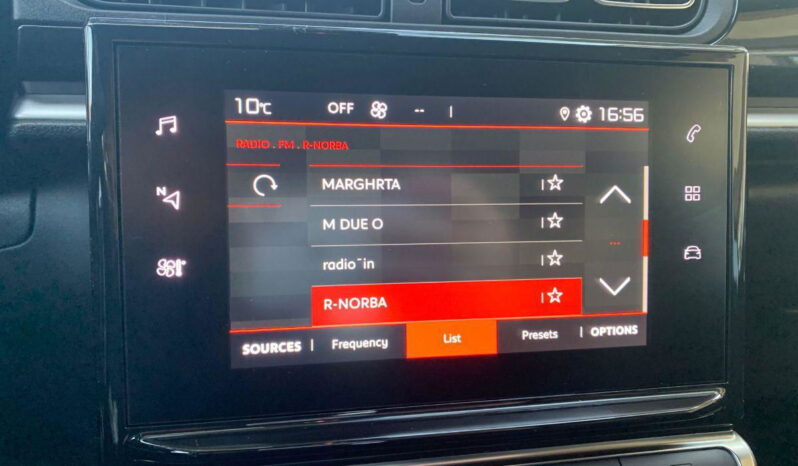 10°C OFF -- 16:56
RADIO . FM . R-NORBA
MARGHRTA
M DUE O
radio~in
R-NORBA
SOURCES Frequency List Presets OPTIONS
N